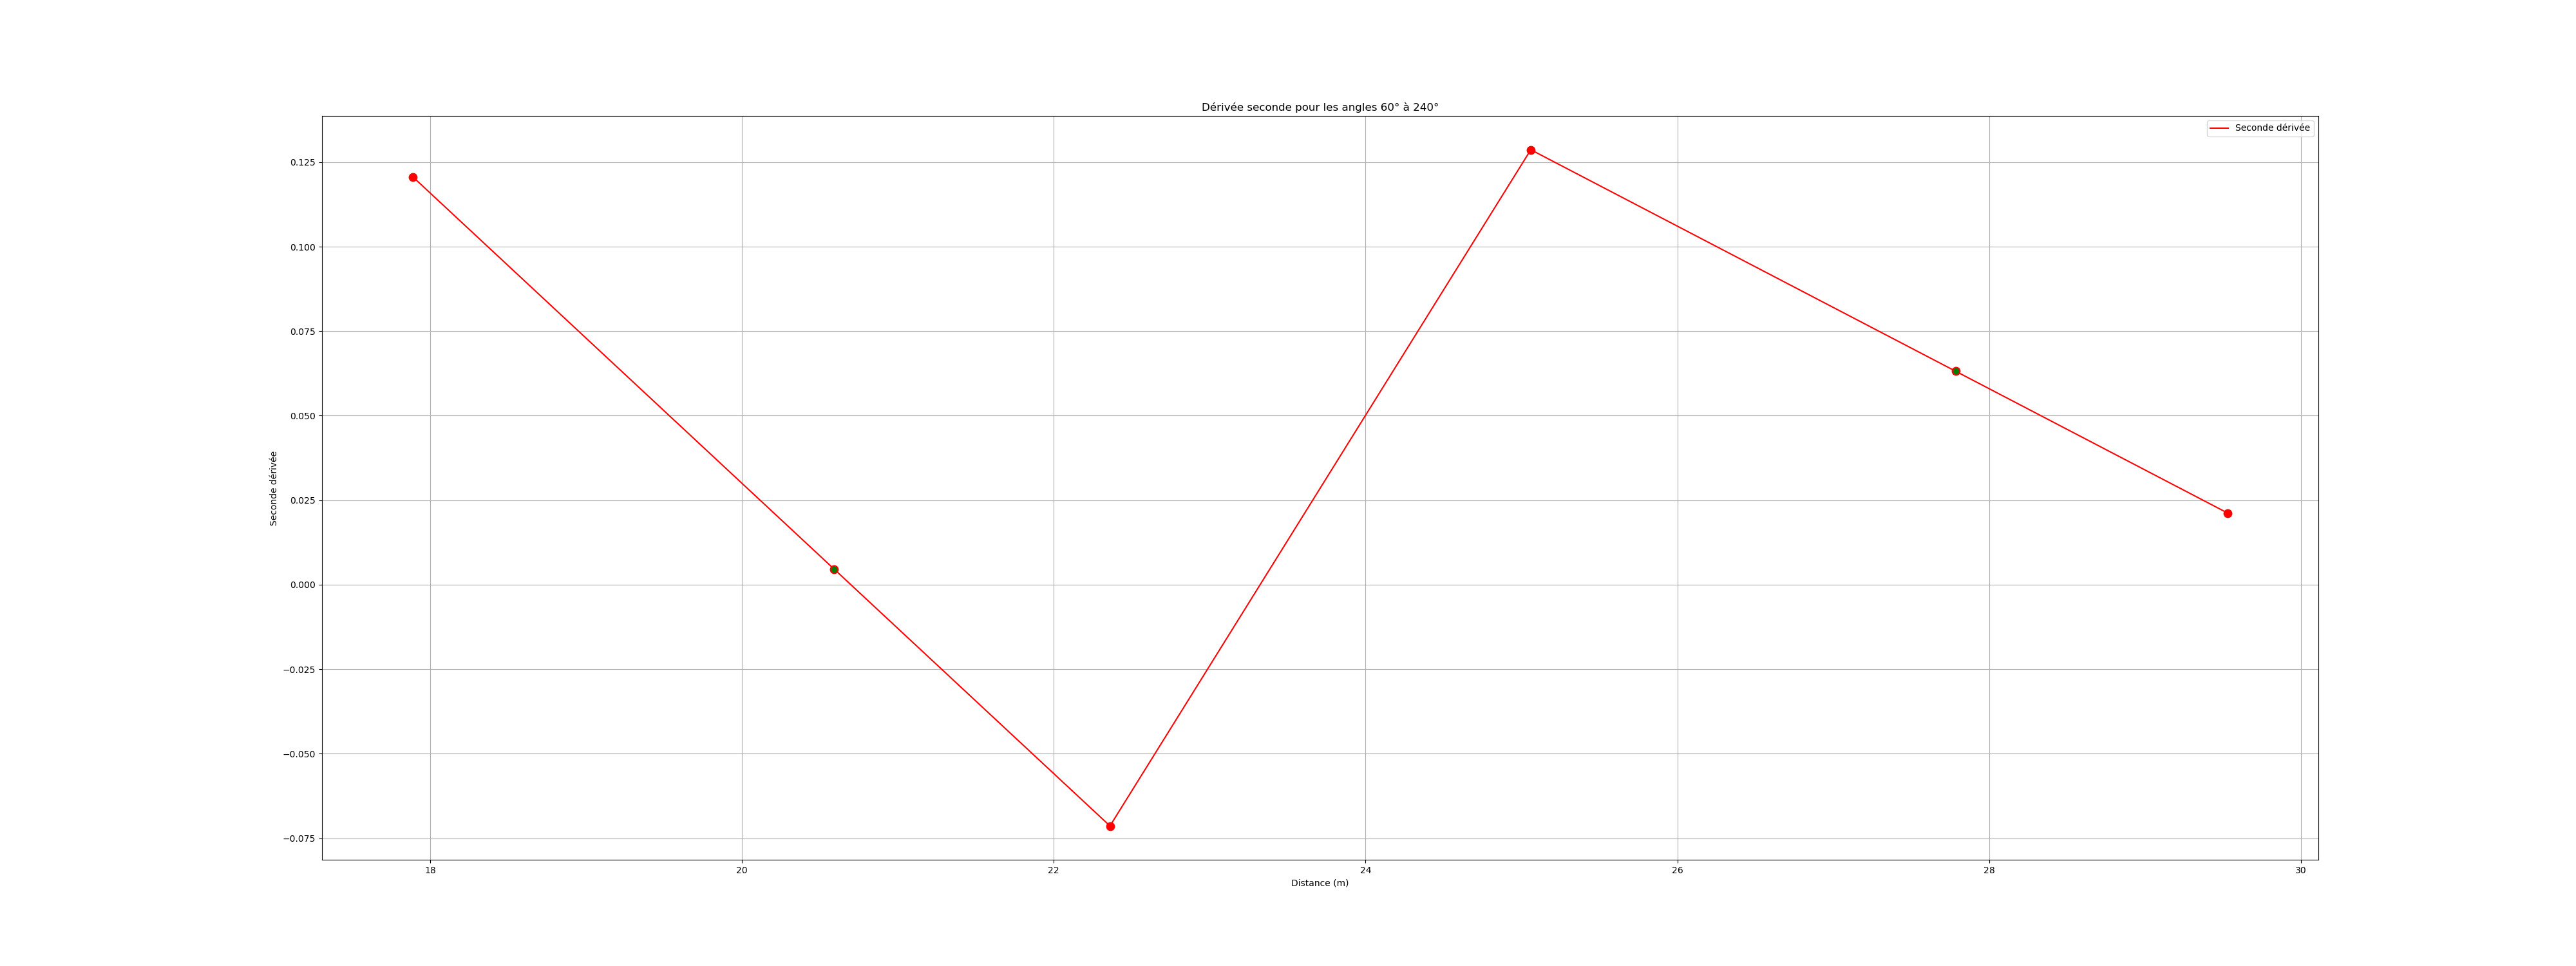 Dérivée seconde pour les angles 60° à 240°
Seconde dérivée
0.125
0.100
0.075
0.050
0.025
0.000
−0.025
−0.050
−0.075
Seconde dérivée
18 20 22 24 26 28 30
Distance (m)